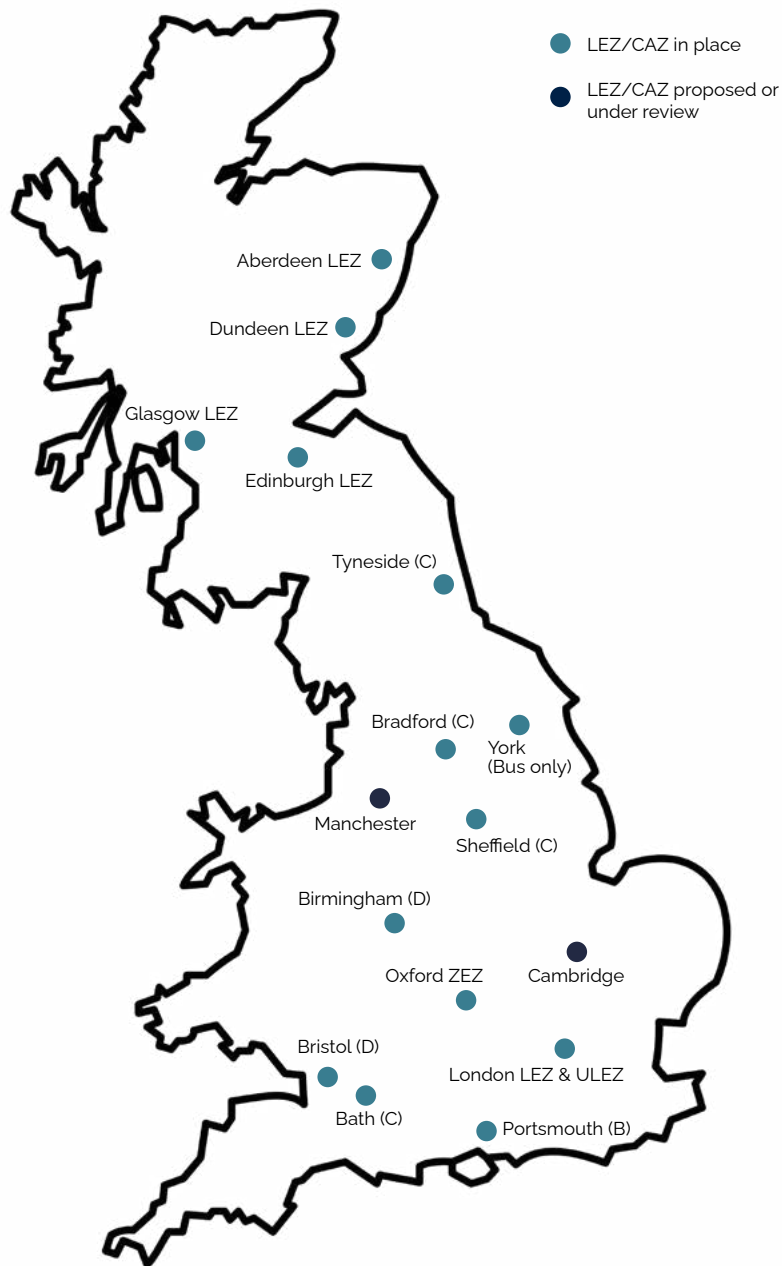 LEZ/CAZ in place
LEZ/CAZ proposed or
under review
Aberdeen LEZ
Dundeen LEZ
Glasgow LEZ
Edinburgh LEZ
Tyneside (C)
Bradford (C)
York
(Bus only)
Manchester
Sheffield (C)
Birmingham (D)
Oxford ZEZ
Cambridge
Bristol (D)
London LEZ & ULEZ
Bath (C)
Portsmouth (B)